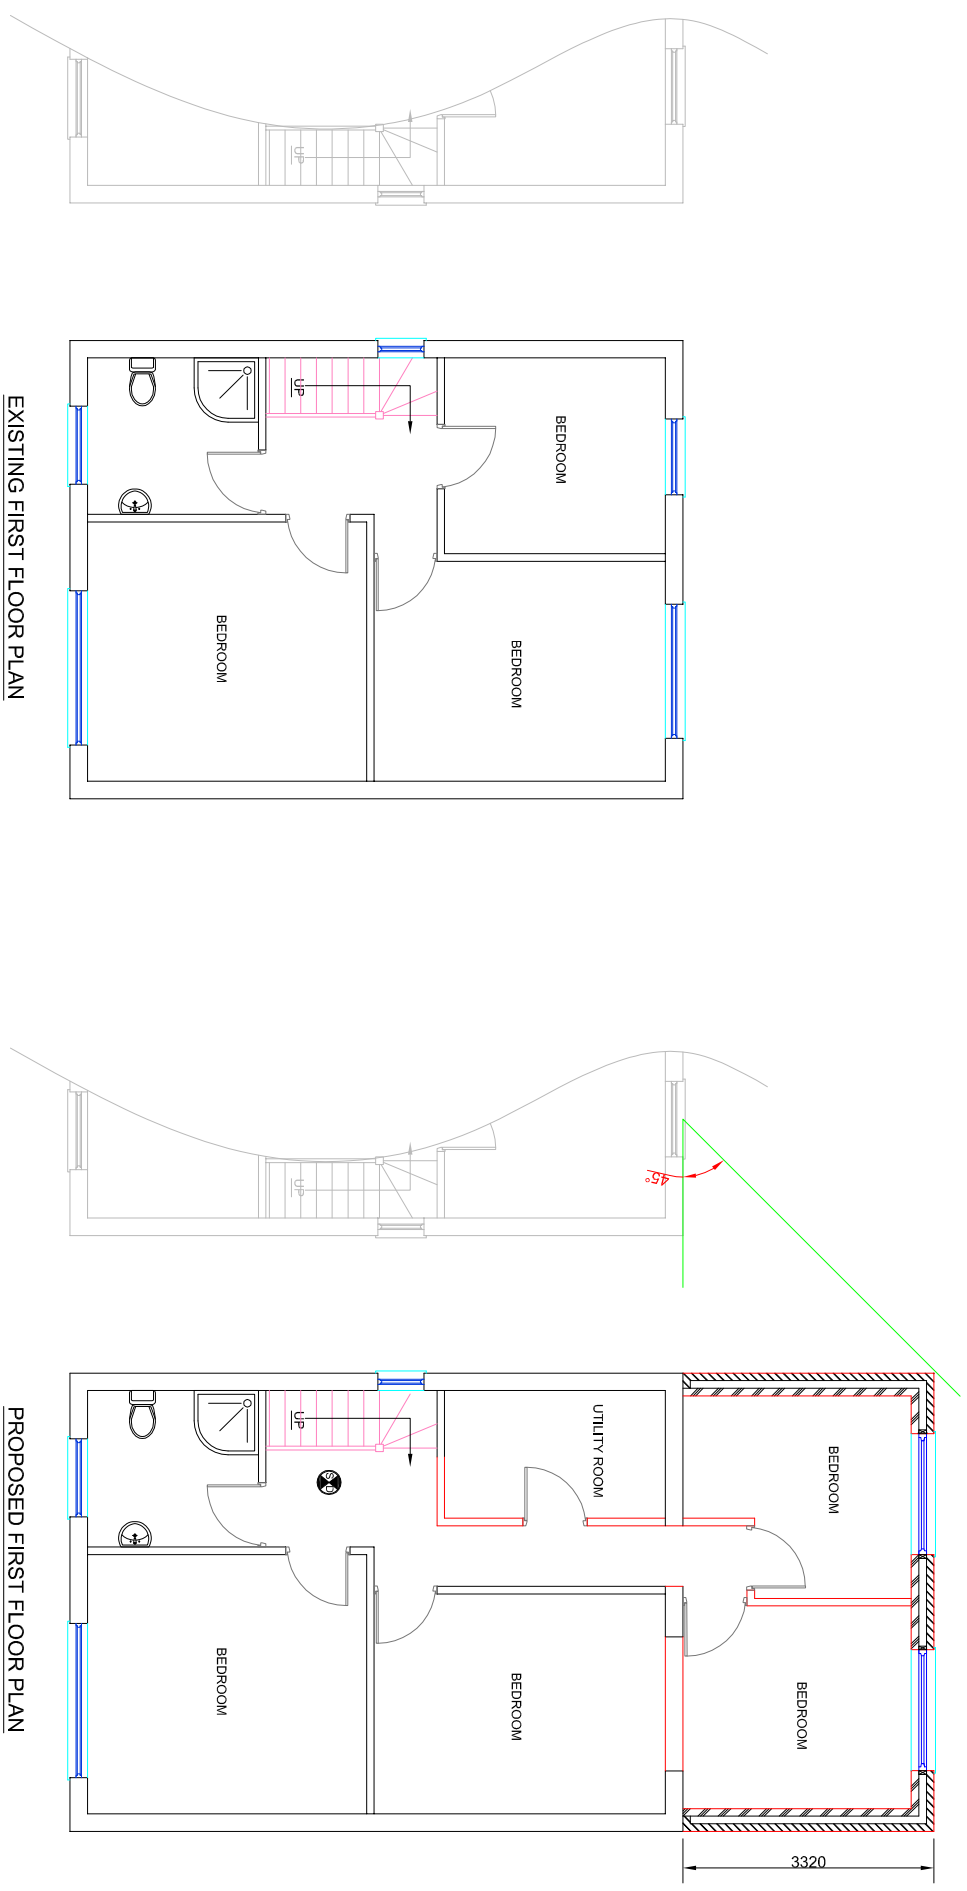 UP
UP
BEDROOM
BEDROOM
BEDROOM
EXISTING FIRST FLOOR PLAN
45°
UP
UP
UTILITY ROOM
BEDROOM
SD
BEDROOM
BEDROOM
BEDROOM
3320
PROPOSED FIRST FLOOR PLAN